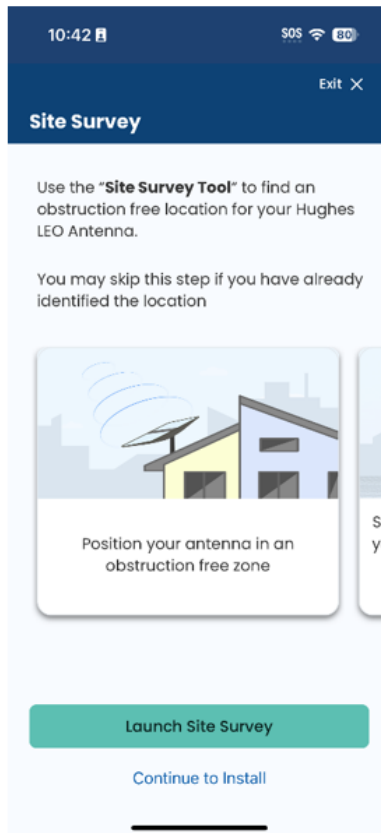 10:42
SOS 80
Exit X
Site Survey
Use the “Site Survey Tool” to find an
obstruction free location for your Hughes
LEO Antenna.
You may skip this step if you have already
identified the location
Position your antenna in an
obstruction free zone
S
y
Launch Site Survey
Continue to Install